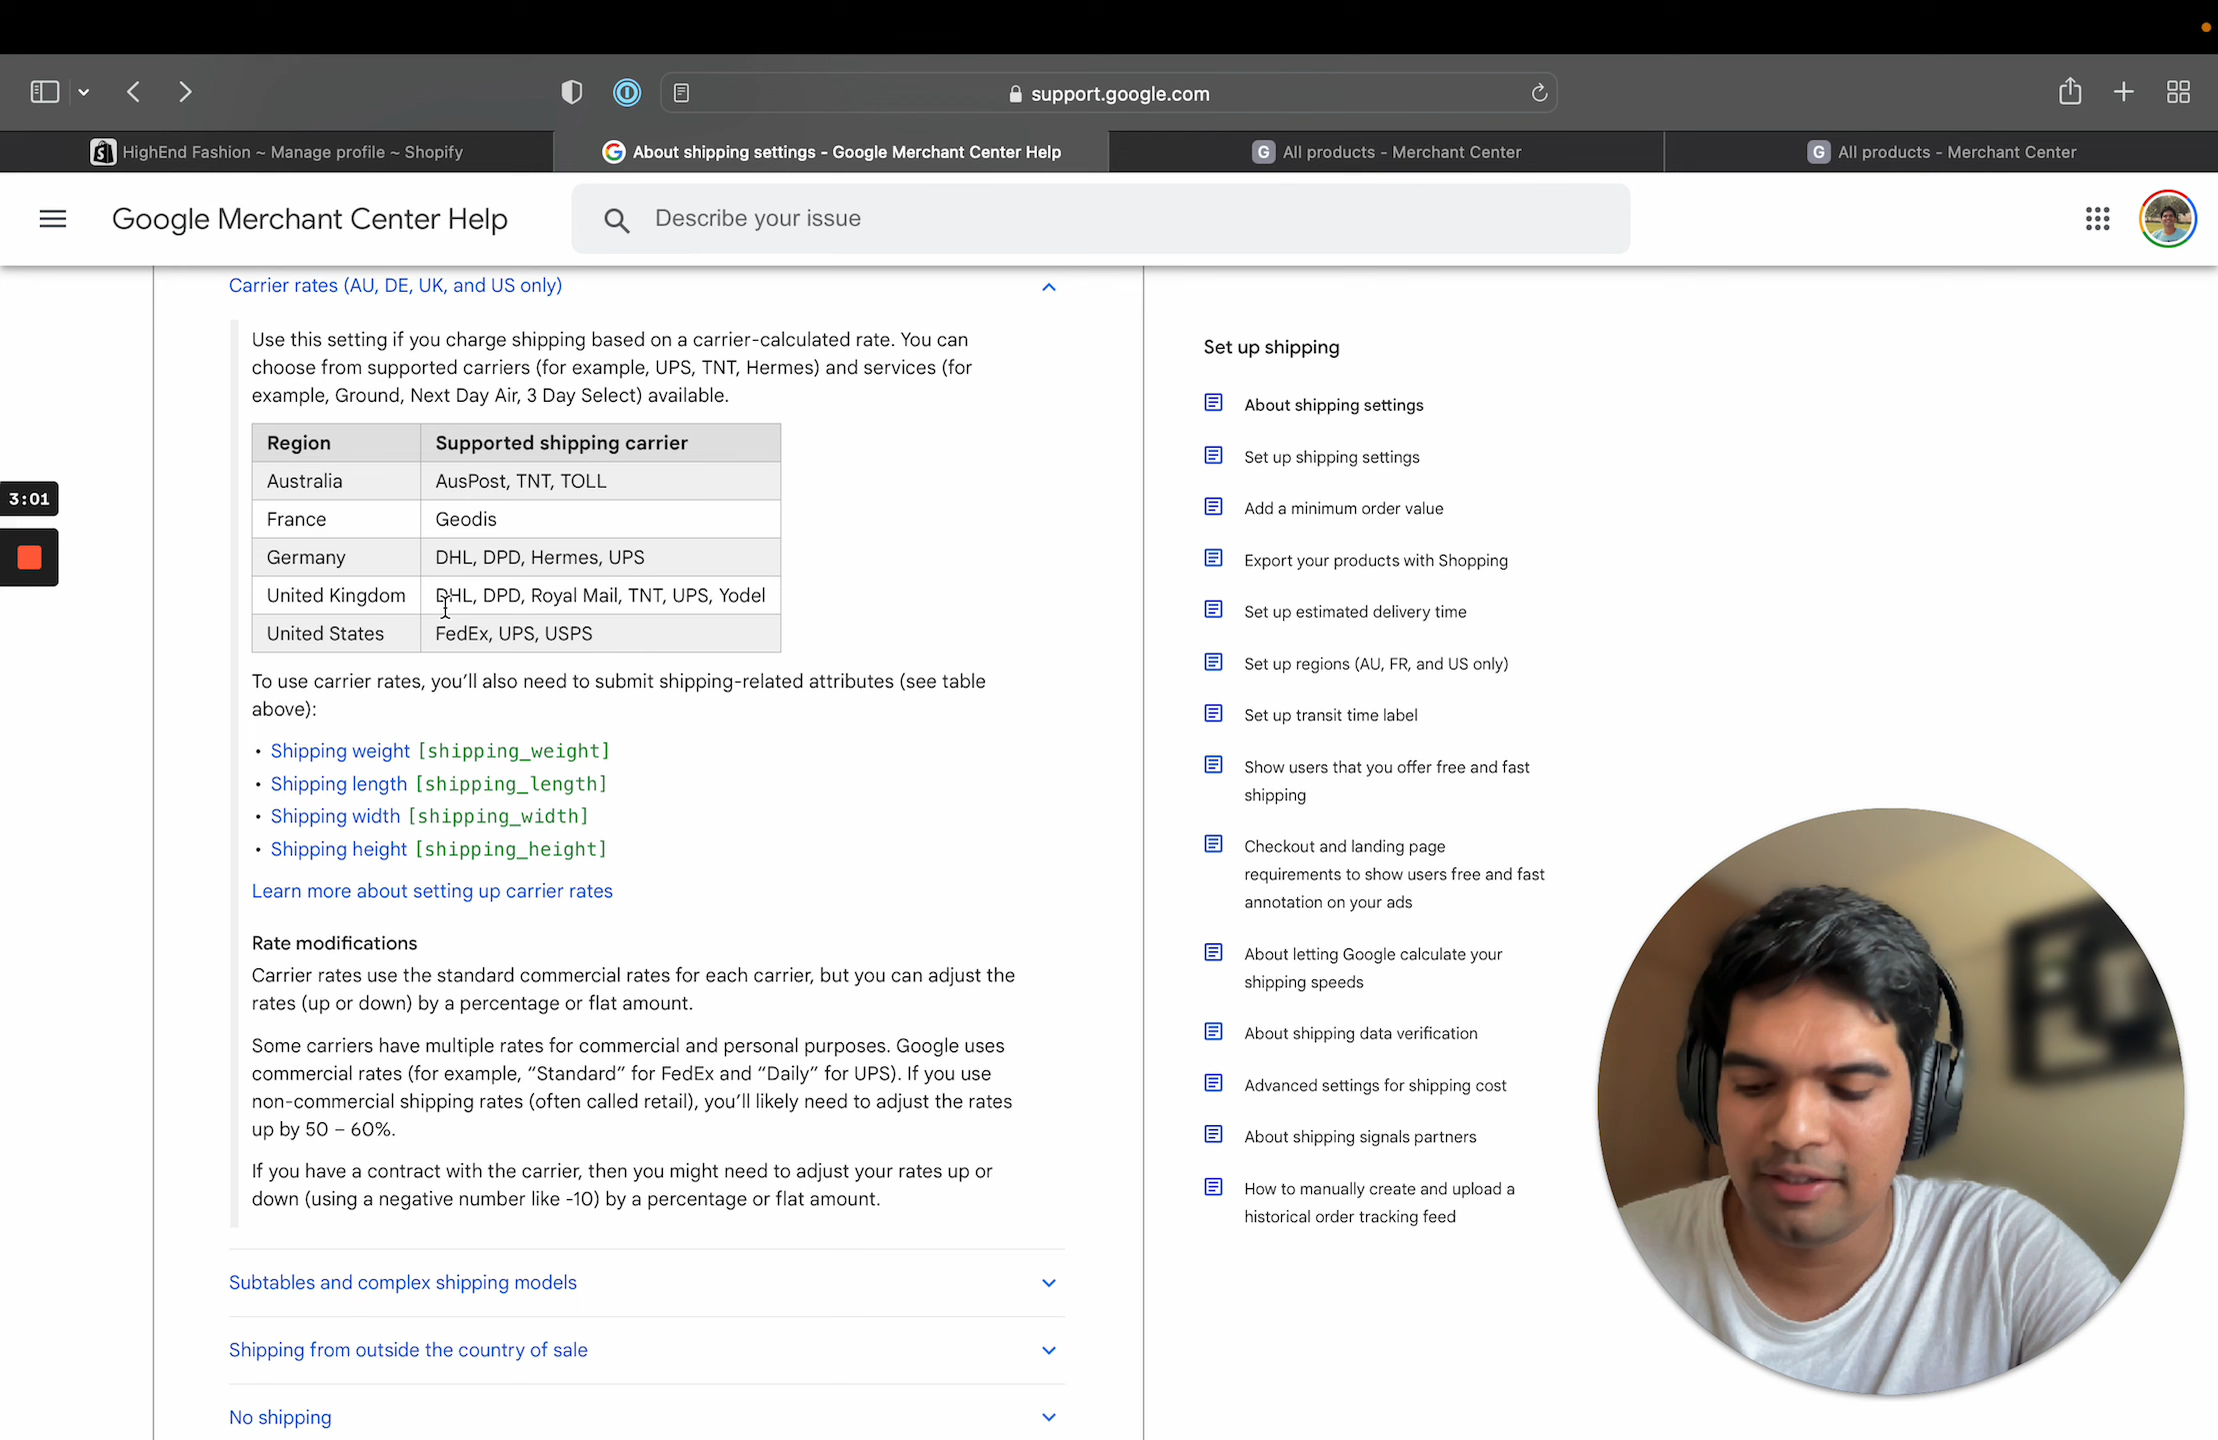 support.google.com
HighEnd Fashion ~ Manage profile ~ Shopify
About shipping settings - Google Merchant Center Help
G All products - Merchant Center
G All products - Merchant Center
Google Merchant Center Help
Describe your issue
Carrier rates (AU, DE, UK, and US only)
Use this setting if you charge shipping based on a carrier-calculated rate. You can
choose from supported carriers (for example, UPS, TNT, Hermes) and services (for
example, Ground, Next Day Air, 3 Day Select) available.
Region Supported shipping carrier
Australia AusPost, TNT, TOLL
France Geodis
Germany DHL, DPD, Hermes, UPS
United Kingdom DHL, DPD, Royal Mail, TNT, UPS, Yodel
United States FedEx, UPS, USPS
To use carrier rates, you’ll also need to submit shipping-related attributes (see table
above):
• Shipping weight [shipping_weight]
• Shipping length [shipping_length]
• Shipping width [shipping_width]
• Shipping height [shipping_height]
Learn more about setting up carrier rates
Rate modifications
Carrier rates use the standard commercial rates for each carrier, but you can adjust the
rates (up or down) by a percentage or flat amount.
Some carriers have multiple rates for commercial and personal purposes. Google uses
commercial rates (for example, “Standard” for FedEx and “Daily” for UPS). If you use
non-commercial shipping rates (often called retail), you’ll likely need to adjust the rates
up by 50 – 60%.
If you have a contract with the carrier, then you might need to adjust your rates up or
down (using a negative number like -10) by a percentage or flat amount.
Subtables and complex shipping models
Shipping from outside the country of sale
No shipping
3:01
Set up shipping
About shipping settings
Set up shipping settings
Add a minimum order value
Export your products with Shopping
Set up estimated delivery time
Set up regions (AU, FR, and US only)
Set up transit time label
Show users that you offer free and fast
shipping
Checkout and landing page
requirements to show users free and fast
annotation on your ads
About letting Google calculate your
shipping speeds
About shipping data verification
Advanced settings for shipping cost
About shipping signals partners
How to manually create and upload a
historical order tracking feed